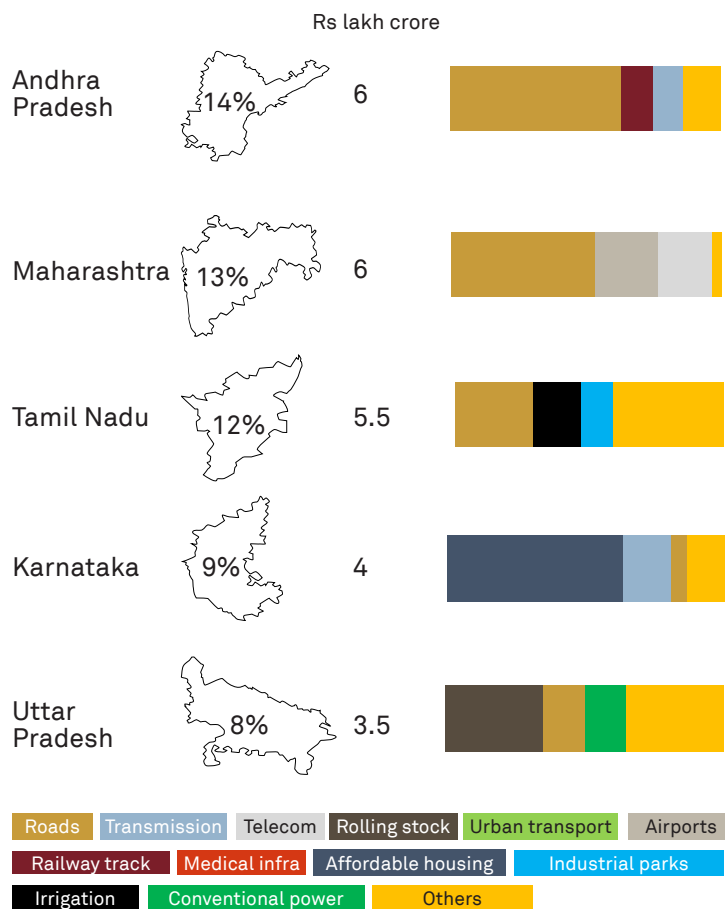 Rs lakh crore
Andhra
Pradesh
14%
6
Maharashtra
13%
6
Tamil Nadu
12%
5.5
Karnataka
9%
4
Uttar
Pradesh
8%
3.5
Roads Transmission Telecom Rolling stock Urban transport Airports
Railway track Medical infra Affordable housing Industrial parks
Irrigation Conventional power Others